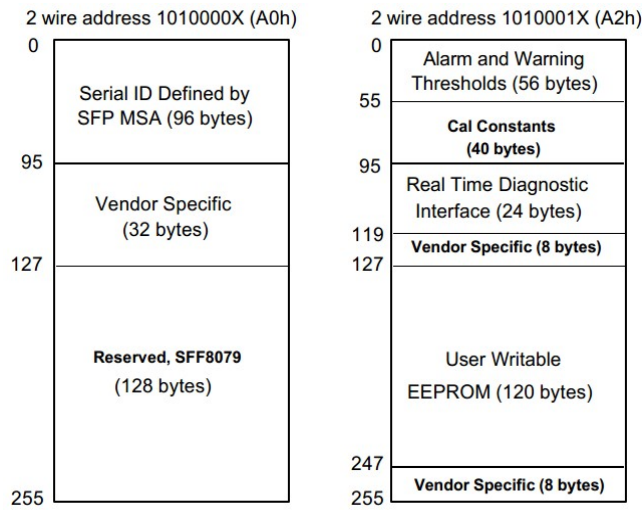 2 wire address 1010000X (A0h)
0
Serial ID Defined by
SFP MSA (96 bytes)
95
Vendor Specific
(32 bytes)
127
Reserved, SFF8079
(128 bytes)
255
2 wire address 1010001X (A2h)
0
Alarm and Warning
Thresholds (56 bytes)
55
Cal Constants
(40 bytes)
95
Real Time Diagnostic
Interface (24 bytes)
119
Vendor Specific (8 bytes)
127
User Writable
EEPROM (120 bytes)
247
Vendor Specific (8 bytes)
255